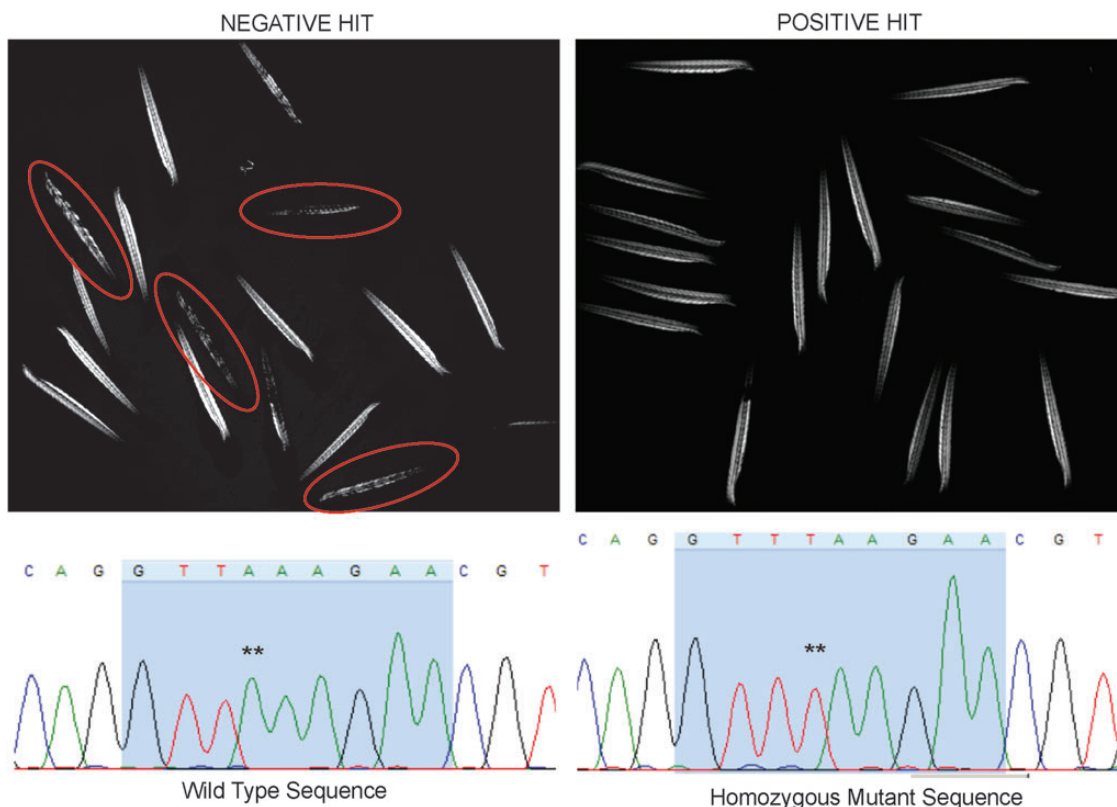 NEGATIVE HIT
POSITIVE HIT
C A G G T T A A A G A A C G T
**
Wild Type Sequence
C A G G T T T A A G A A C G T
**
Homozygous Mutant Sequence